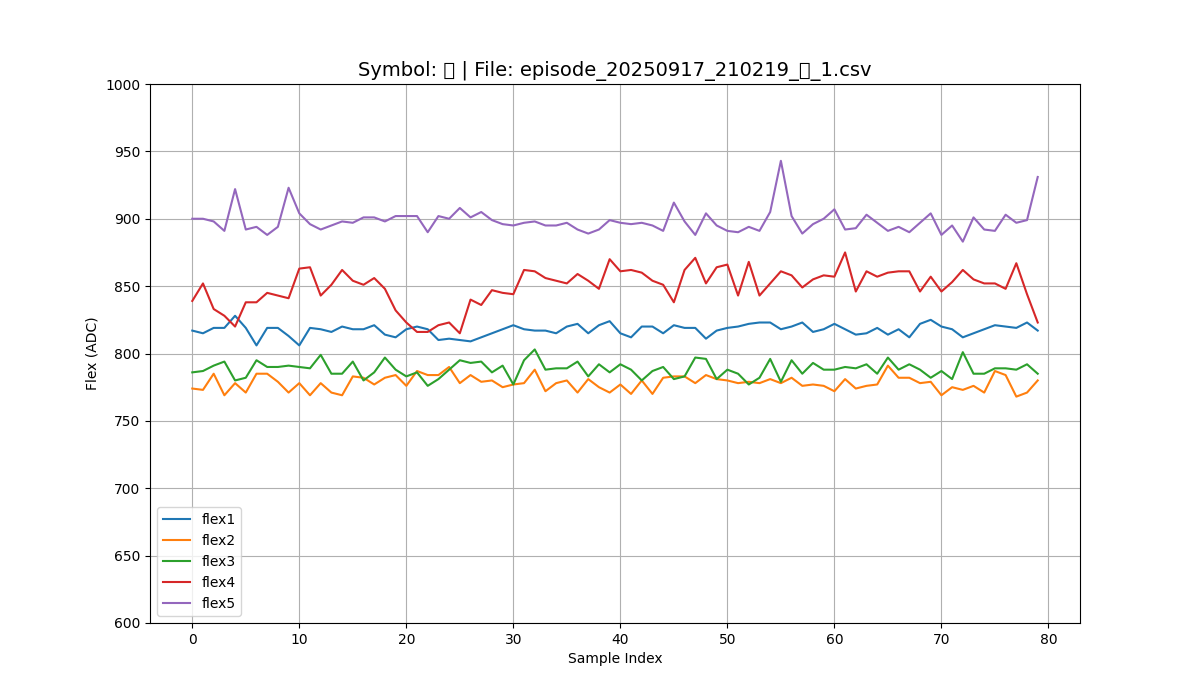 Symbol: | File: episode_20250917_210219_ _1.csv
1000
950
900
850
800
750
700
650
600
Flex (ADC)
flex1
flex2
flex3
flex4
flex5
0 10 20 30 40 50 60 70 80
Sample Index